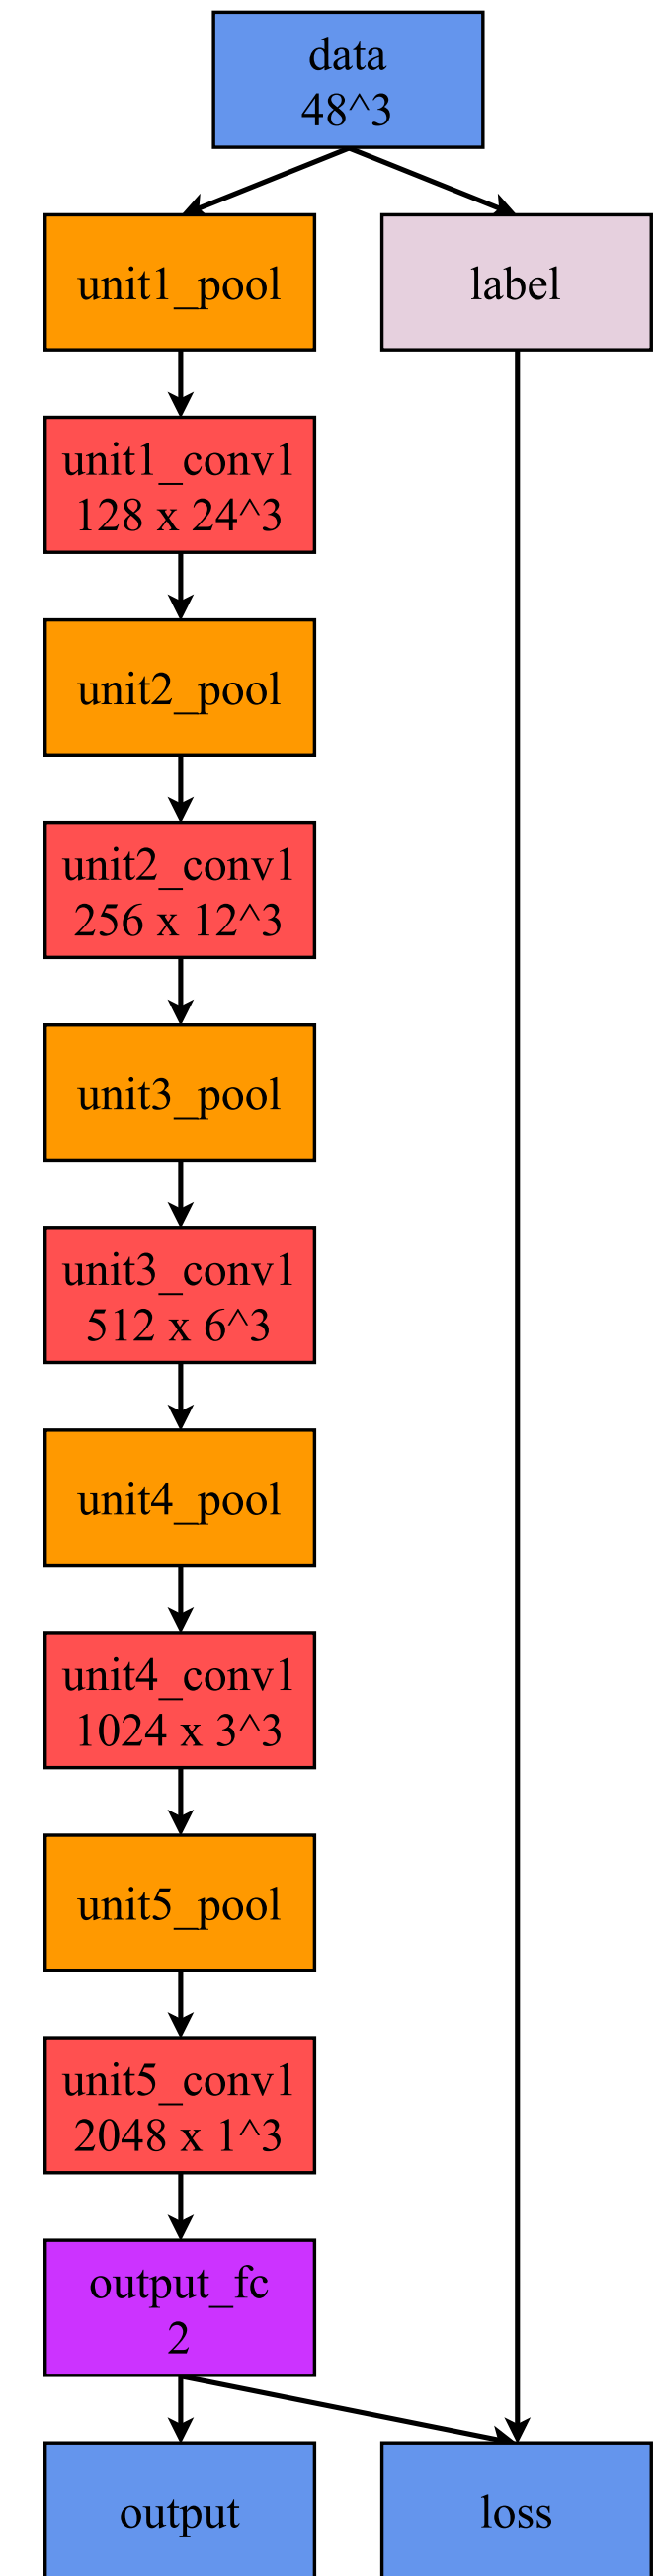 data
48^3
unit1_pool
label
unit1_conv1
128 x 24^3
unit2_pool
unit2_conv1
256 x 12^3
unit3_pool
unit3_conv1
512 x 6^3
unit4_pool
unit4_conv1
1024 x 3^3
unit5_pool
unit5_conv1
2048 x 1^3
output_fc
2
output
loss